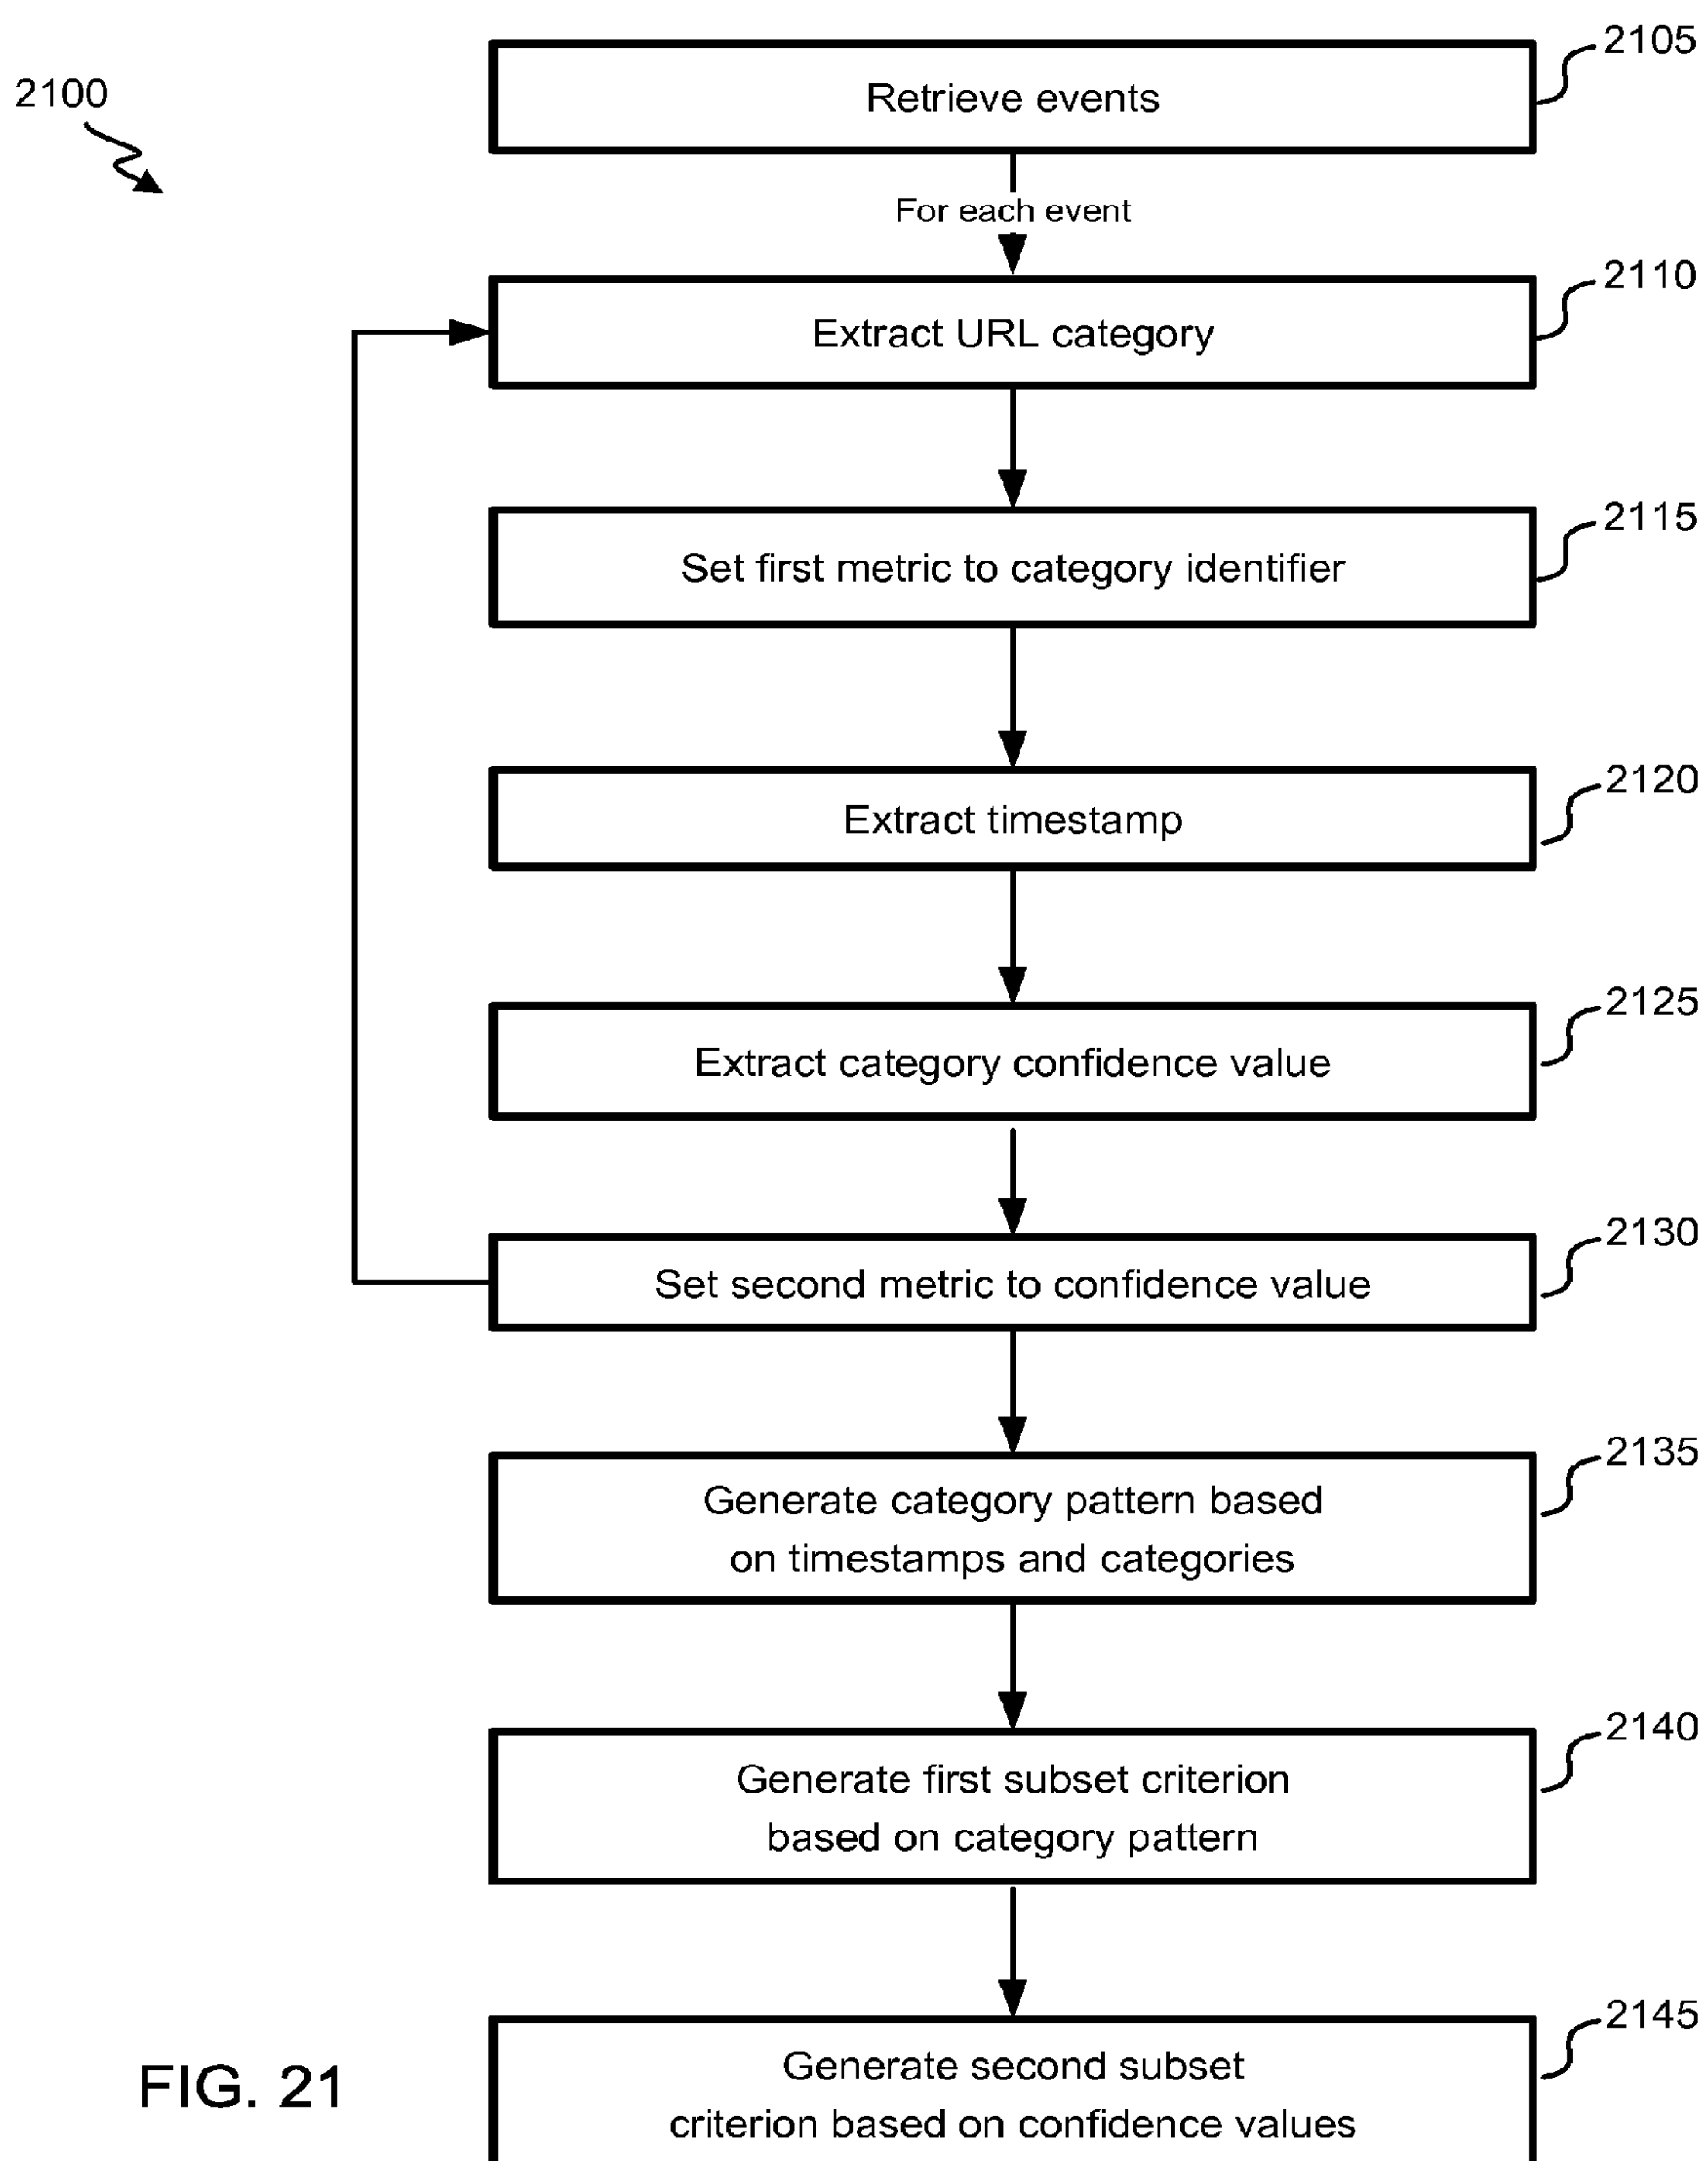 2100
Retrieve events
2105
For each event
Extract URL category
2110
Set first metric to category identifier
2115
Extract timestamp
2120
Extract category confidence value
2125
Set second metric to confidence value
2130
Generate category pattern based
on timestamps and categories
2135
Generate first subset criterion
based on category pattern
2140
Generate second subset
criterion based on confidence values
2145
FIG. 21